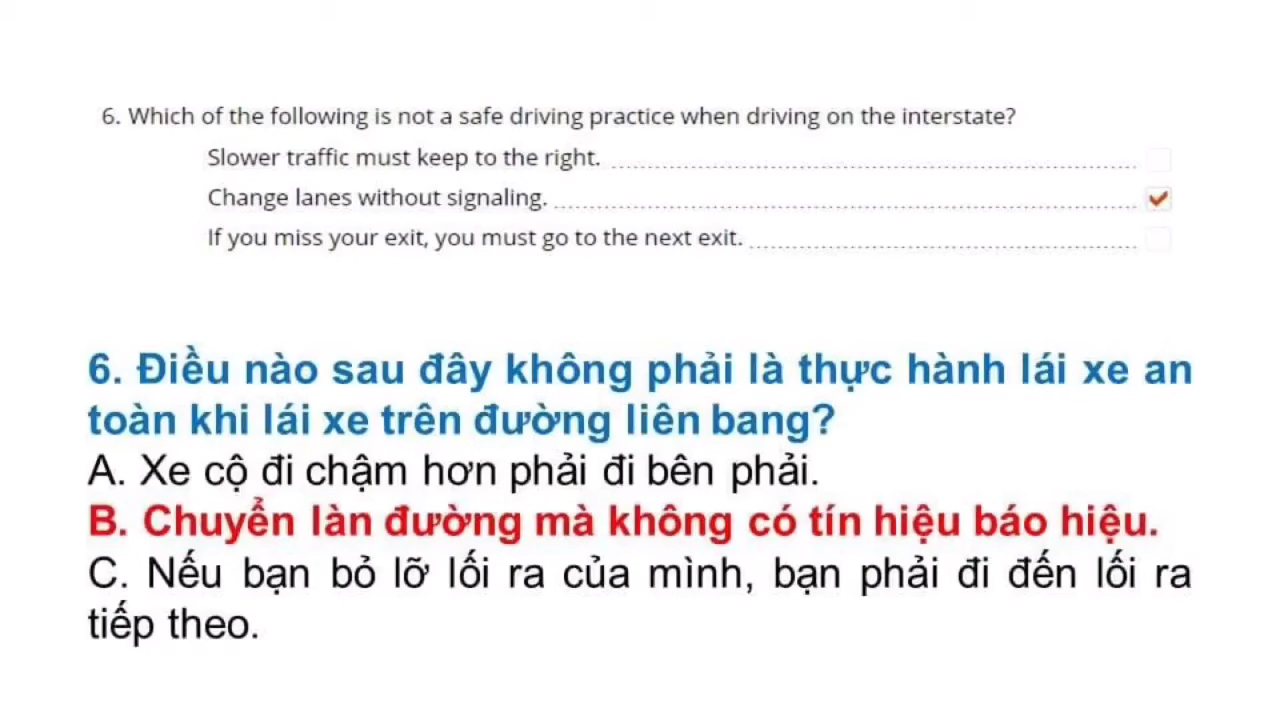 6. Which of the following is not a safe driving practice when driving on the interstate?
Slower traffic must keep to the right.
Change lanes without signaling.
If you miss your exit, you must go to the next exit.
6. Điều nào sau đây không phải là thực hành lái xe an
toàn khi lái xe trên đường liên bang?
A. Xe cộ đi chậm hơn phải đi bên phải.
B. Chuyển làn đường mà không có tín hiệu báo hiệu.
C. Nếu bạn bỏ lỡ lối ra của mình, bạn phải đi đến lối ra
tiếp theo.